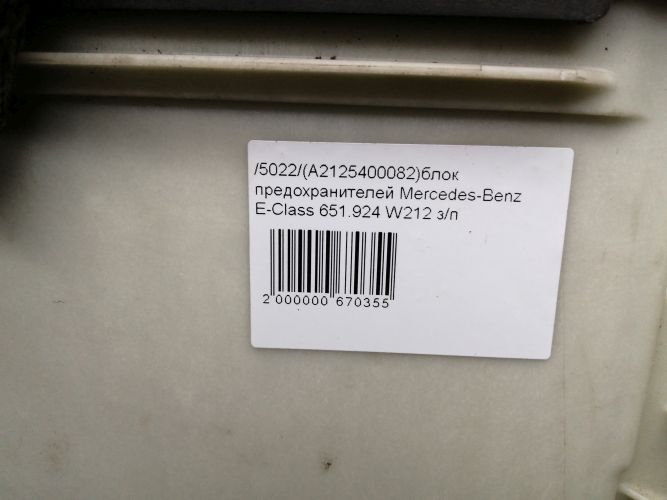 /5022/(A2125400082)блок
предохранителей Mercedes-Benz
E-Class 651.924 W212 з/п
2 000000 670355